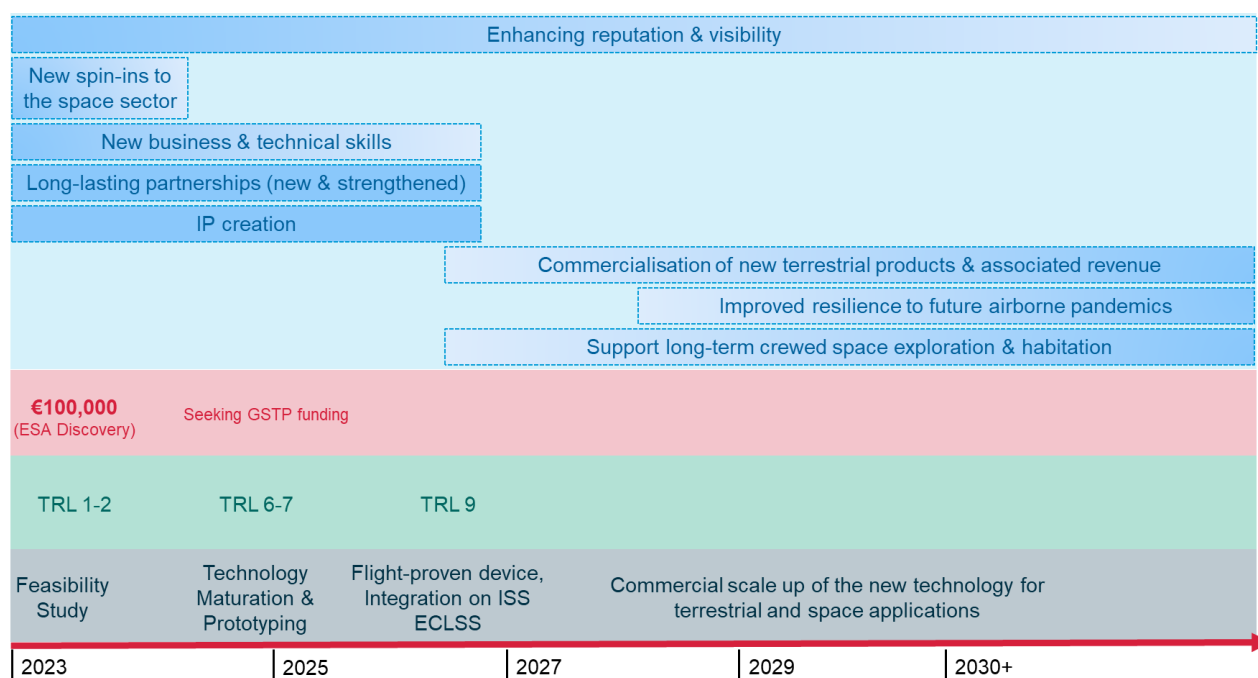 Enhancing reputation & visibility
New spin-ins to
the space sector
New business & technical skills
Long-lasting partnerships (new & strengthened)
IP creation
Commercialisation of new terrestrial products & associated revenue
Improved resilience to future airborne pandemics
Support long-term crewed space exploration & habitation
€100,000
(ESA Discovery)
Seeking GSTP funding
TRL 1-2
TRL 6-7
TRL 9
Feasibility
Study
Technology
Maturation &
Prototyping
Flight-proven device,
Integration on ISS
ECLSS
Commercial scale up of the new technology for
terrestrial and space applications
2023
2025
2027
2029
2030+